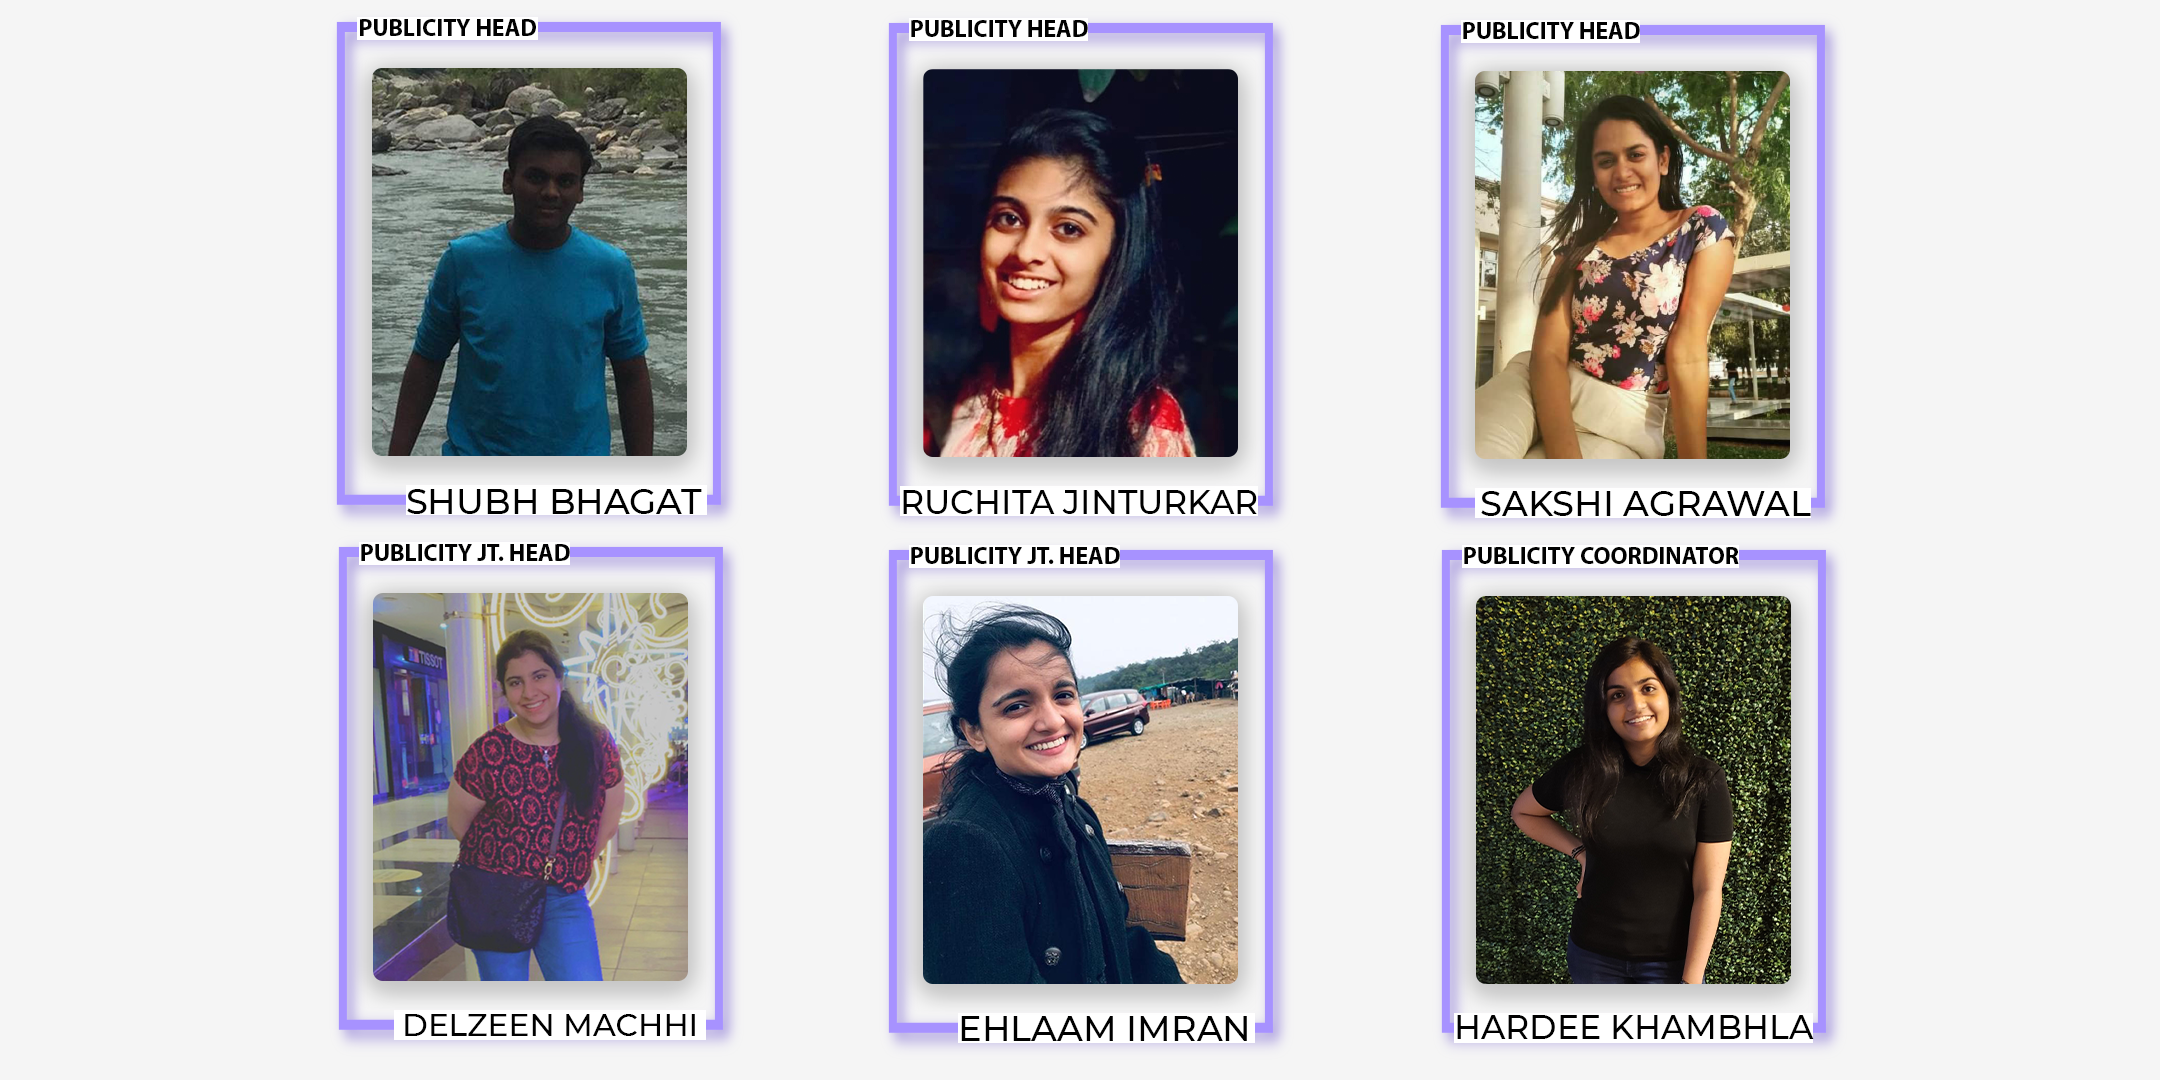 PUBLICITY HEAD
PUBLICITY HEAD
PUBLICITY HEAD
SHUBH BHAGAT
RUCHITA JINTURKAR
SAKSHI AGRAWAL
PUBLICITY JT. HEAD
PUBLICITY JT. HEAD
PUBLICITY COORDINATOR
TISSOT
DELZEEN MACHHI
EHLAAM IMRAN
HARDEE KHAMBHLA